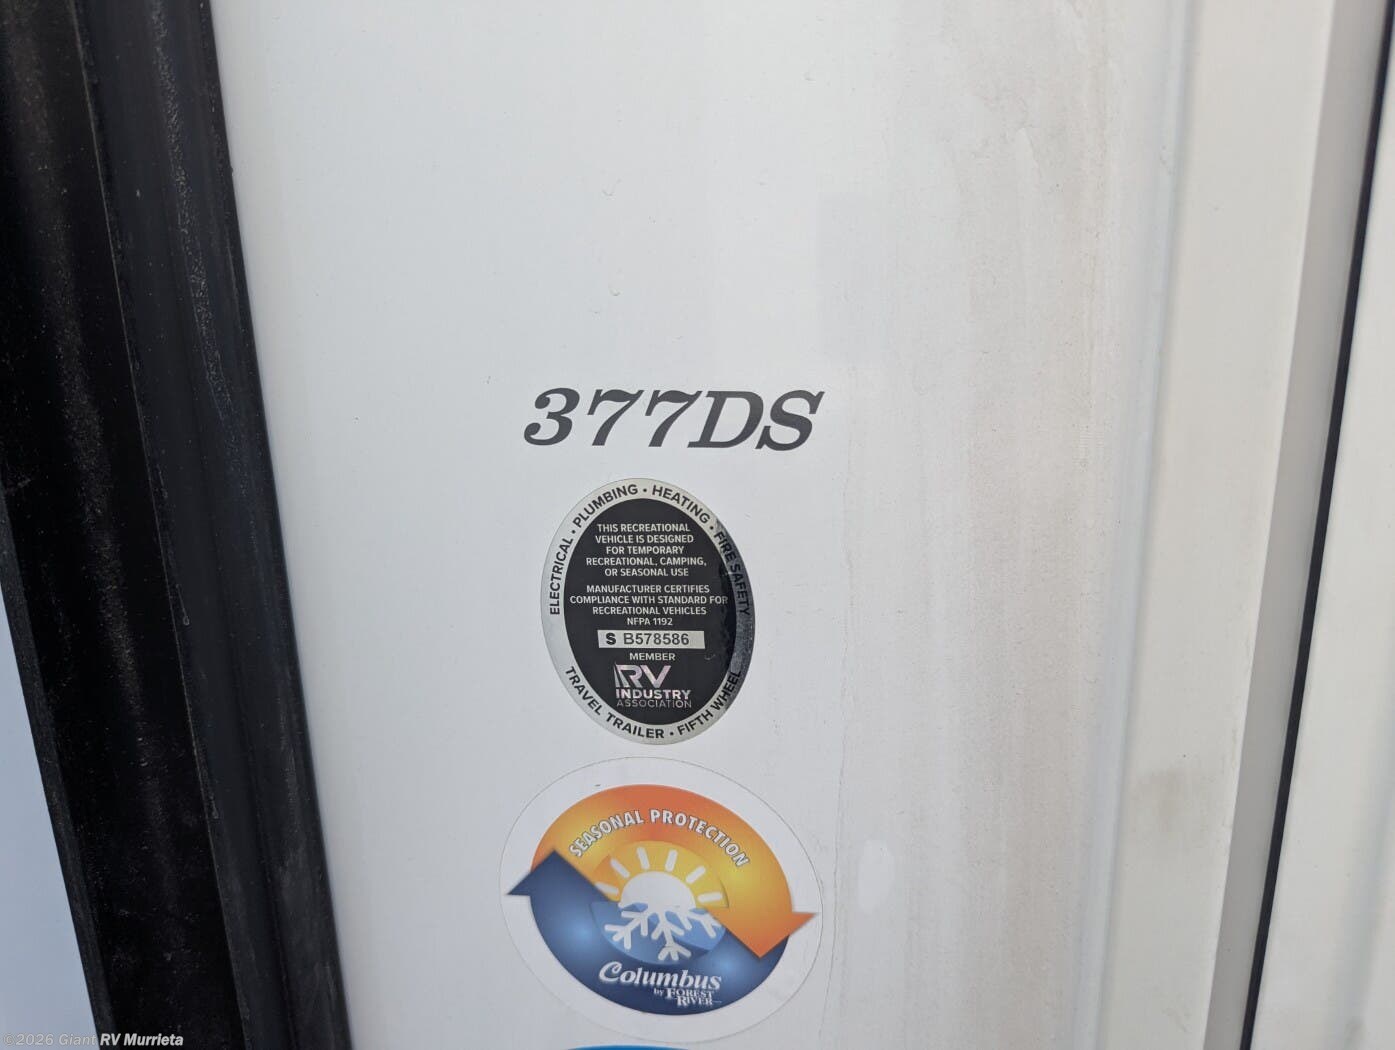 377DS
ELECTRICAL • PLUMBING • HEATING • FIRE SAFETY
THIS RECREATIONAL
VEHICLE IS DESIGNED
FOR TEMPORARY
RECREATIONAL, CAMPING,
OR SEASONAL USE
MANUFACTURER CERTIFIES
COMPLIANCE WITH STANDARD FOR
RECREATIONAL VEHICLES
NFPA 1192
S B578586
MEMBER
RV
INDUSTRY
ASSOCIATION
TRAVEL TRAILER • FIFTH WHEEL
SEASONAL PROTECTION
Columbus
by FOREST
RIVER
©2026 Giant RV Murrieta